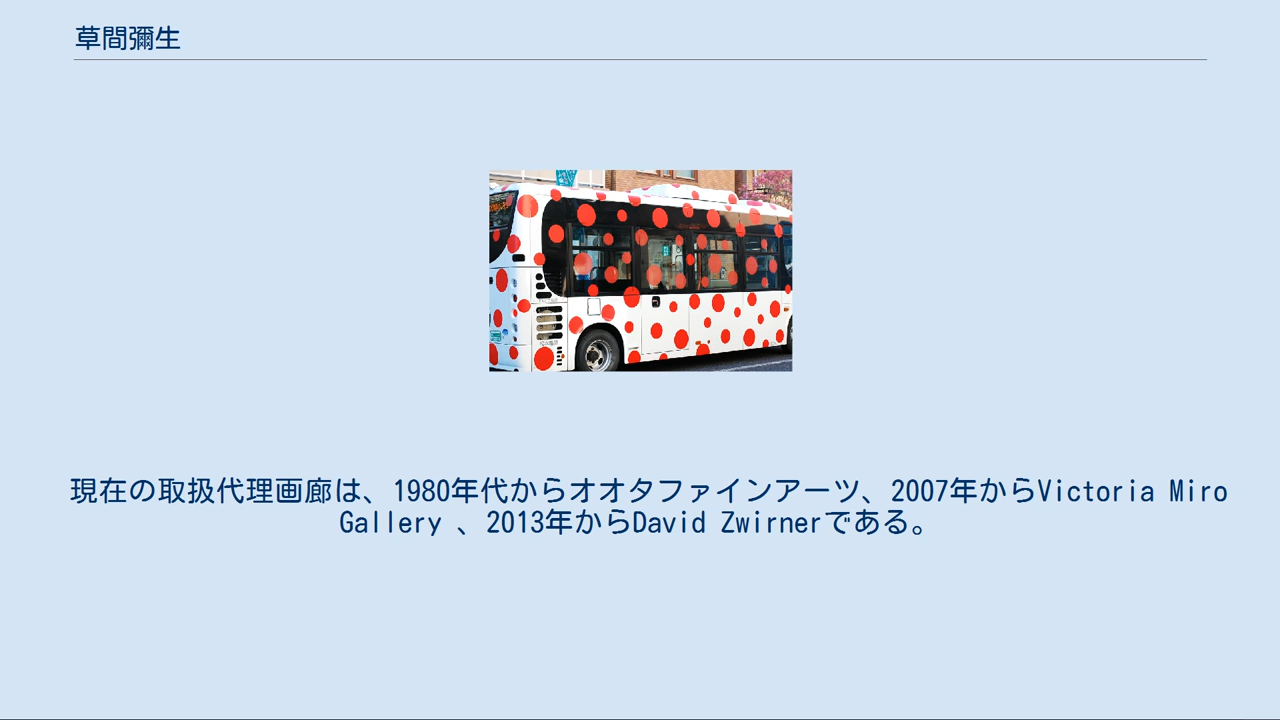 草間彌生
現在の取扱代理画廊は、1980年代からオオタファインアーツ、2007年からVictoria Miro
Gallery 、2013年からDavid Zwirnerである。